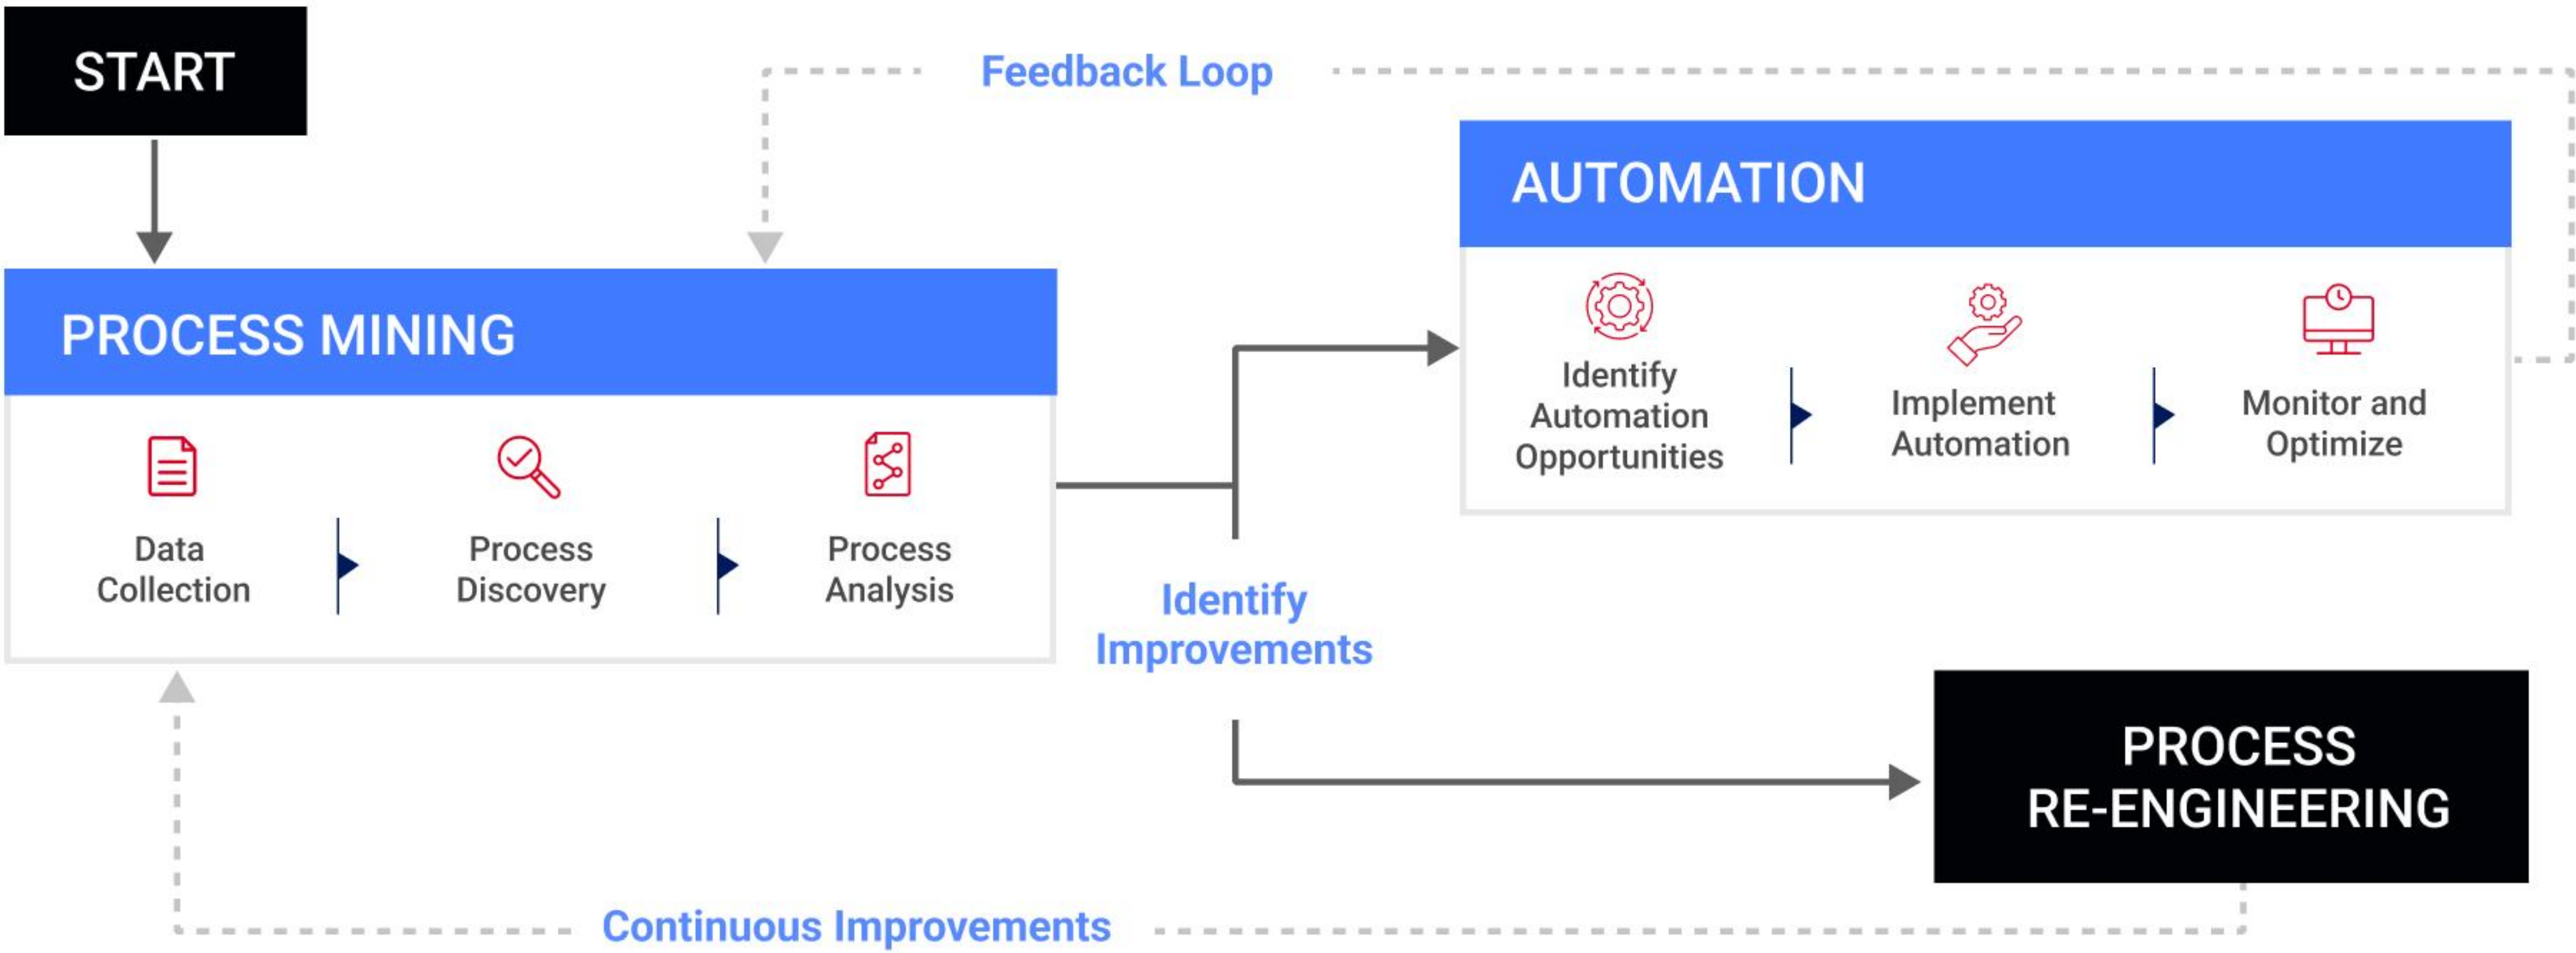 START
Feedback Loop
AUTOMATION
Identify
Automation
Opportunities
Implement
Automation
Monitor and
Optimize
PROCESS MINING
Data
Collection
Process
Discovery
Process
Analysis
Identify
Improvements
PROCESS
RE-ENGINEERING
Continuous Improvements